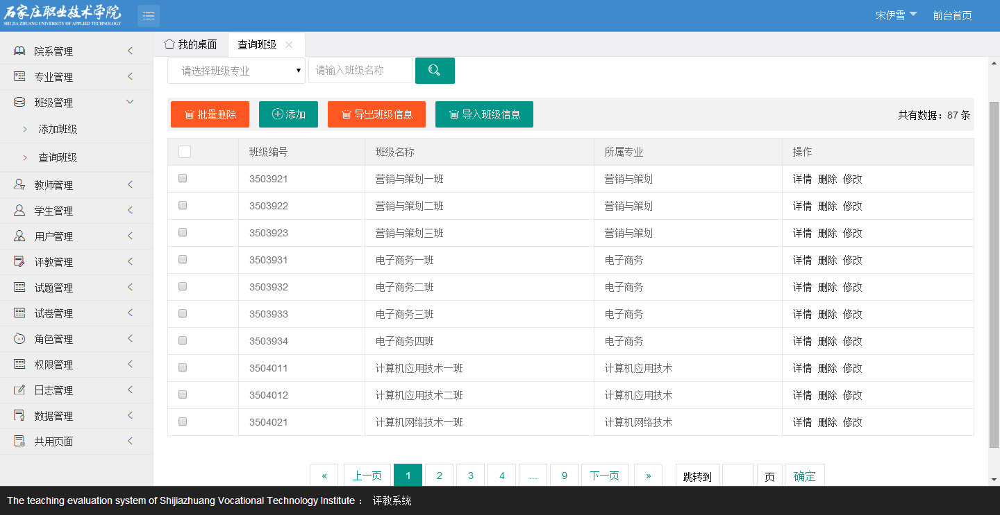 石家庄职业技术学院
SHI JIA ZHUANG UNIVERSITY OF APPLIED TECHNOLOGY
宋伊雪 前台首页
院系管理
专业管理
班级管理
添加班级
查询班级
教师管理
学生管理
用户管理
评教管理
试题管理
试卷管理
角色管理
权限管理
日志管理
数据管理
共用页面
我的桌面 查询班级
请选择班级专业 请输入班级名称
批量删除 添加 导出班级信息 导入班级信息 共有数据：87 条
班级编号 班级名称 所属专业 操作
3503921 营销与策划一班 营销与策划 详情 删除 修改
3503922 营销与策划二班 营销与策划 详情 删除 修改
3503923 营销与策划三班 营销与策划 详情 删除 修改
3503931 电子商务一班 电子商务 详情 删除 修改
3503932 电子商务二班 电子商务 详情 删除 修改
3503933 电子商务三班 电子商务 详情 删除 修改
3503934 电子商务四班 电子商务 详情 删除 修改
3504011 计算机应用技术一班 计算机应用技术 详情 删除 修改
3504012 计算机应用技术二班 计算机应用技术 详情 删除 修改
3504021 计算机网络技术一班 计算机网络技术 详情 删除 修改
« 上一页 1 2 3 4 ... 9 下一页 » 跳转到 页 确定
The teaching evaluation system of Shijiazhuang Vocational Technology Institute： 评教系统